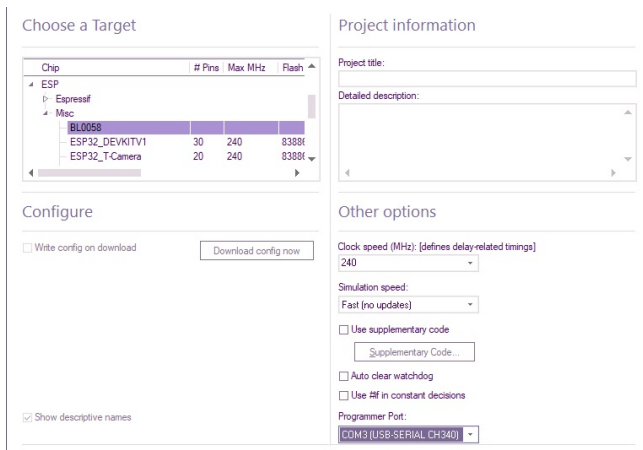 Choose a Target
Chip # Pins Max MHz Flash
ESP
Espressif
Misc
BL0058
ESP32_DEVKITV1 30 240 8388
ESP32_T-Camera 20 240 8388
Configure
Write config on download
Download config now
Show descriptive names
Project information
Project title:
Detailed description:
Other options
Clock speed (MHz): [defines delay-related timings]
240
Simulation speed:
Fast (no updates)
Use supplementary code
Supplementary Code...
Auto clear watchdog
Use #if in constant decisions
Programmer Port:
COM3 (USB-SERIAL CH340)